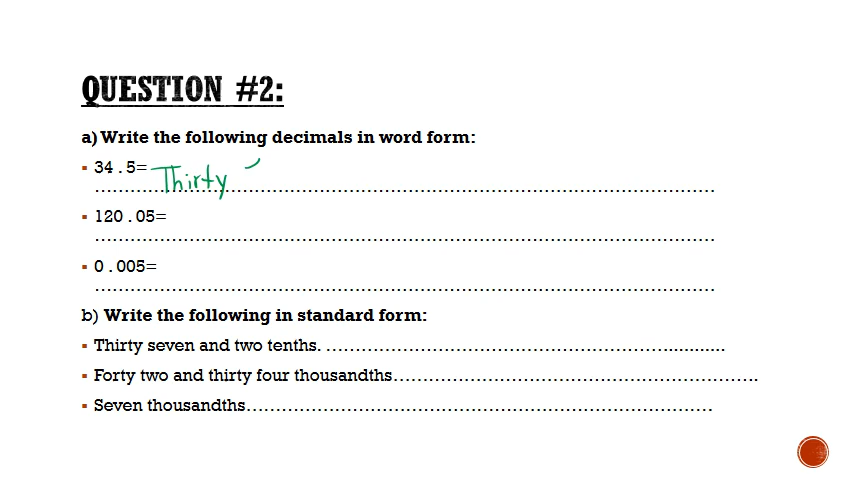 QUESTION #2:
a) Write the following decimals in word form:
▪ 34 . 5= Thirty
……………………………………………………………………………………………
▪ 120 . 05=
……………………………………………………………………………………………
▪ 0 . 005=
……………………………………………………………………………………………
b) Write the following in standard form:
▪ Thirty seven and two tenths. …………………………………………………...........
▪ Forty two and thirty four thousandths…………………………………………………….
▪ Seven thousandths……………………………………………………………………